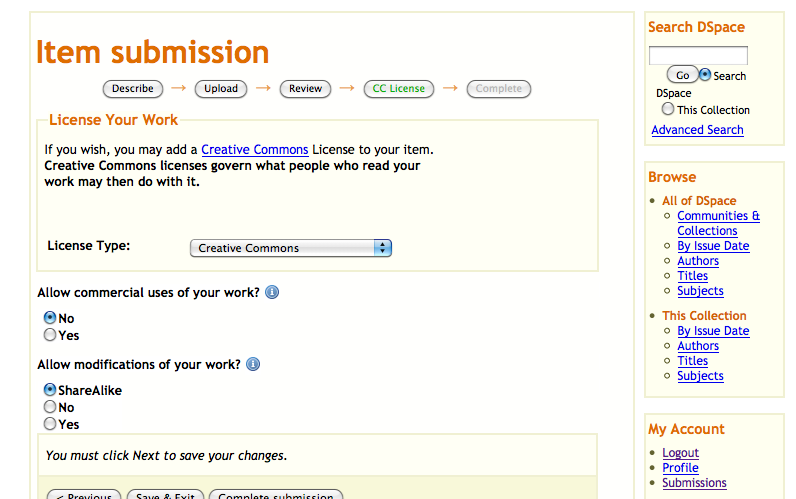 Item submission
Describe → Upload → Review → CC License → Complete
License Your Work
If you wish, you may add a Creative Commons License to your item.
Creative Commons licenses govern what people who read your
work may then do with it.
License Type: Creative Commons
Allow commercial uses of your work?
No
Yes
Allow modifications of your work?
ShareAlike
No
Yes
You must click Next to save your changes.
< Previous Save & Exit Complete submission
Search DSpace
Go Search
DSpace
This Collection
Advanced Search
Browse
All of DSpace
Communities &
Collections
By Issue Date
Authors
Titles
Subjects
This Collection
By Issue Date
Authors
Titles
Subjects
My Account
Logout
Profile
Submissions